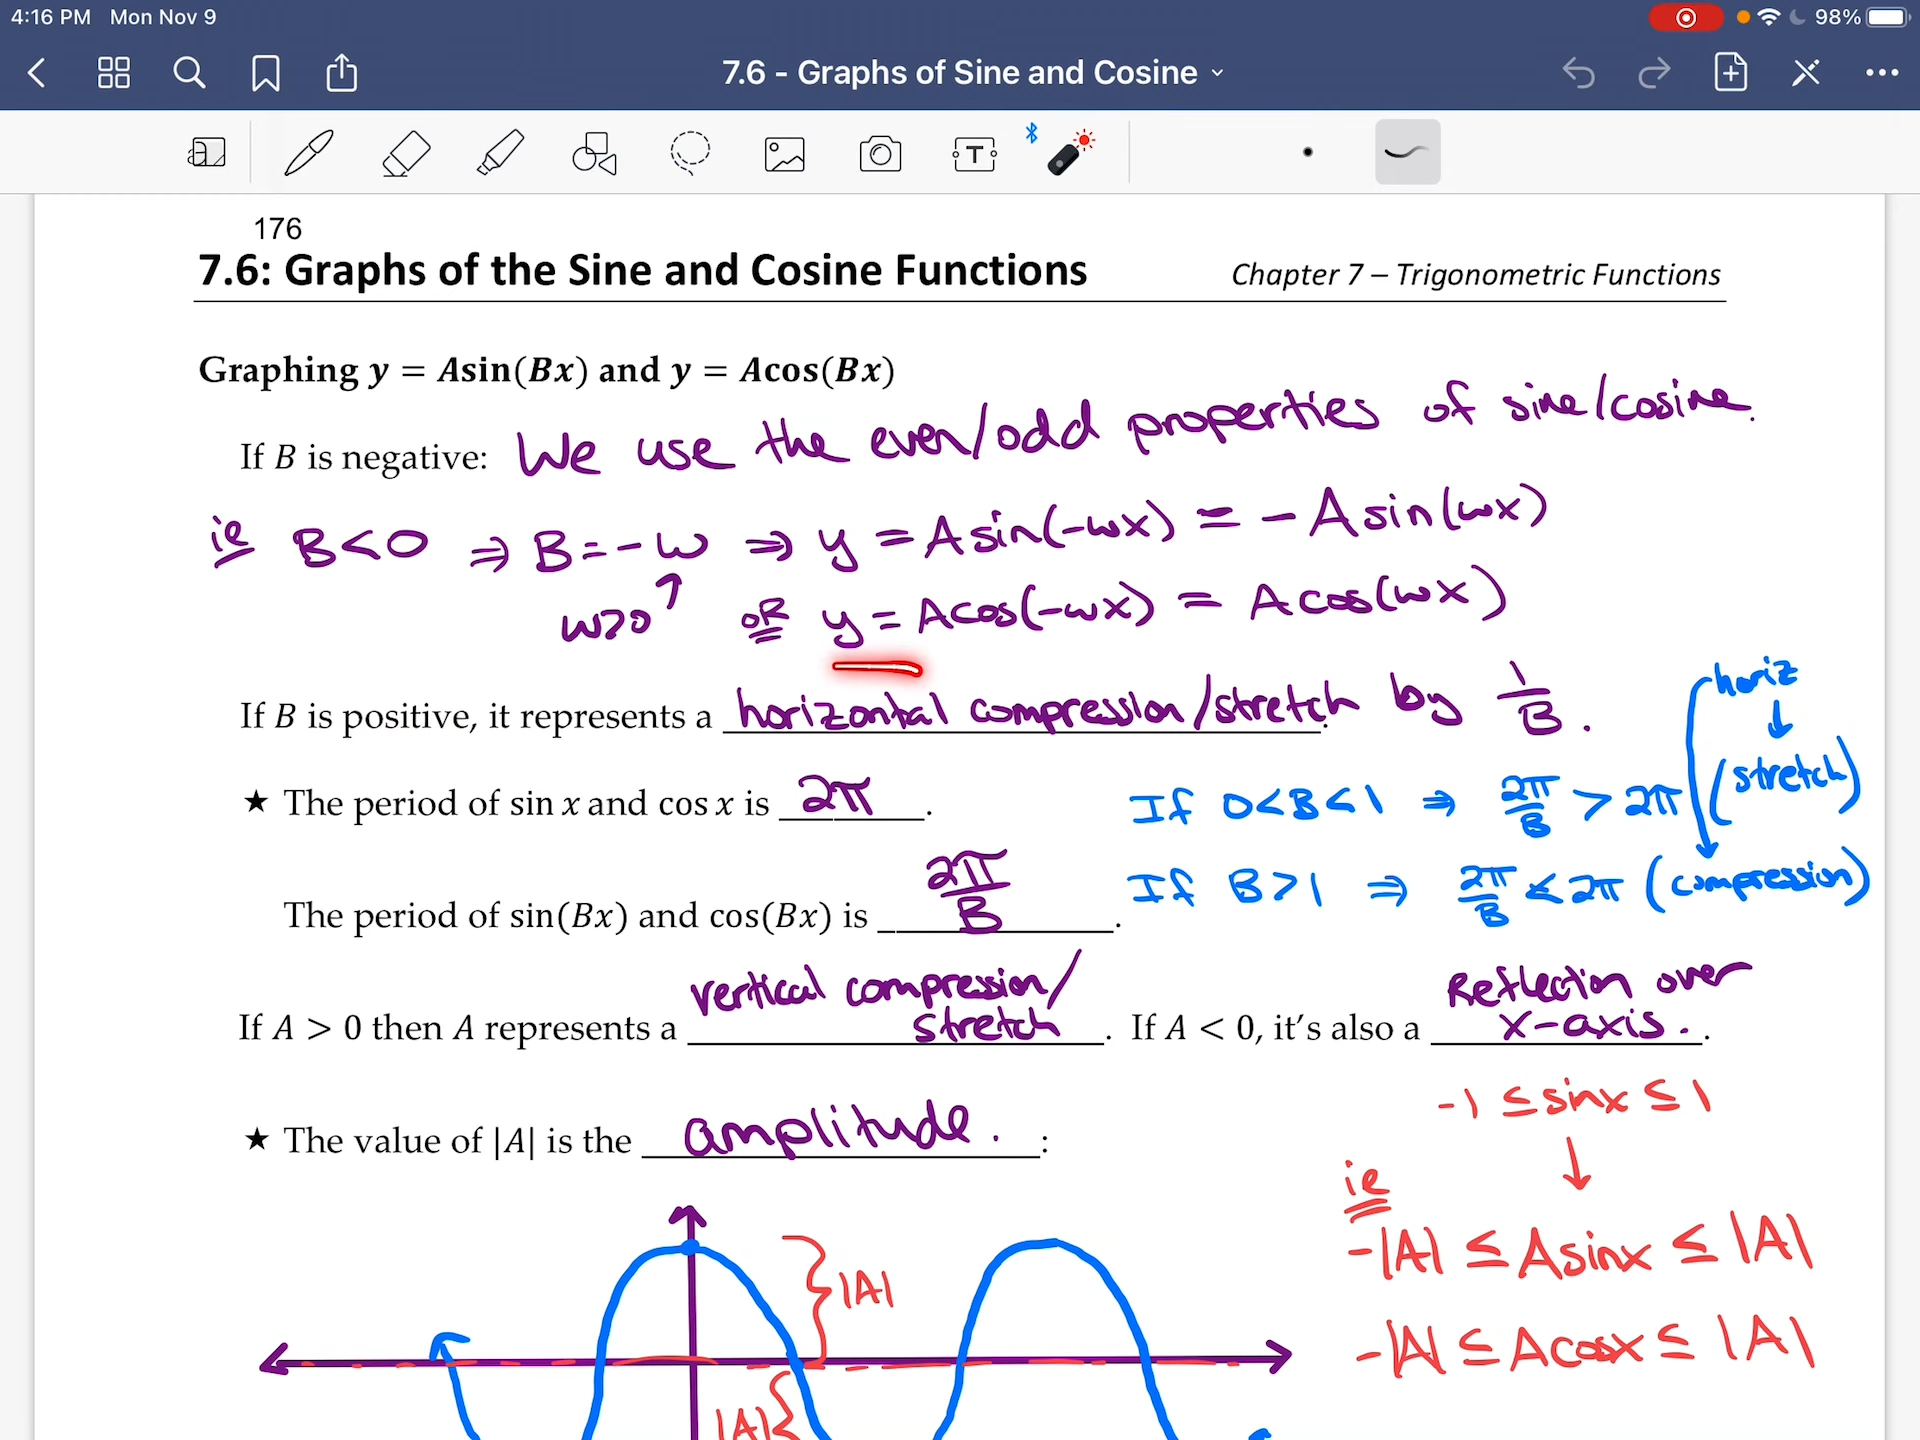 4:16 PM Mon Nov 9 98%
7.6 - Graphs of Sine and Cosine
176
7.6: Graphs of the Sine and Cosine Functions Chapter 7 – Trigonometric Functions
Graphing y = Asin(Bx) and y = Acos(Bx)
If B is negative: We use the even/odd properties of sine/cosine.
ie B<0 ⇒ B=-w ⇒ y = Asin(-wx) = -Asin(wx)
w>0 ↑ OR y = Acos(-wx) = Acos(wx)
If B is positive, it represents a horizontal compression/stretch by 1/B.
horiz
↓
★ The period of sin x and cos x is 2π. If 0<B<1 ⇒ 2π/B > 2π (stretch)
The period of sin(Bx) and cos(Bx) is 2π/B. If B>1 ⇒ 2π/B < 2π (compression)
If A > 0 then A represents a vertical compression/stretch. If A < 0, it's also a Reflection over x-axis.
-1 ≤ sinx ≤ 1
↓
★ The value of |A| is the amplitude. :
ie
-|A| ≤ Asinx ≤ |A|
|A|
-|A| ≤ Acosx ≤ |A|
|A|